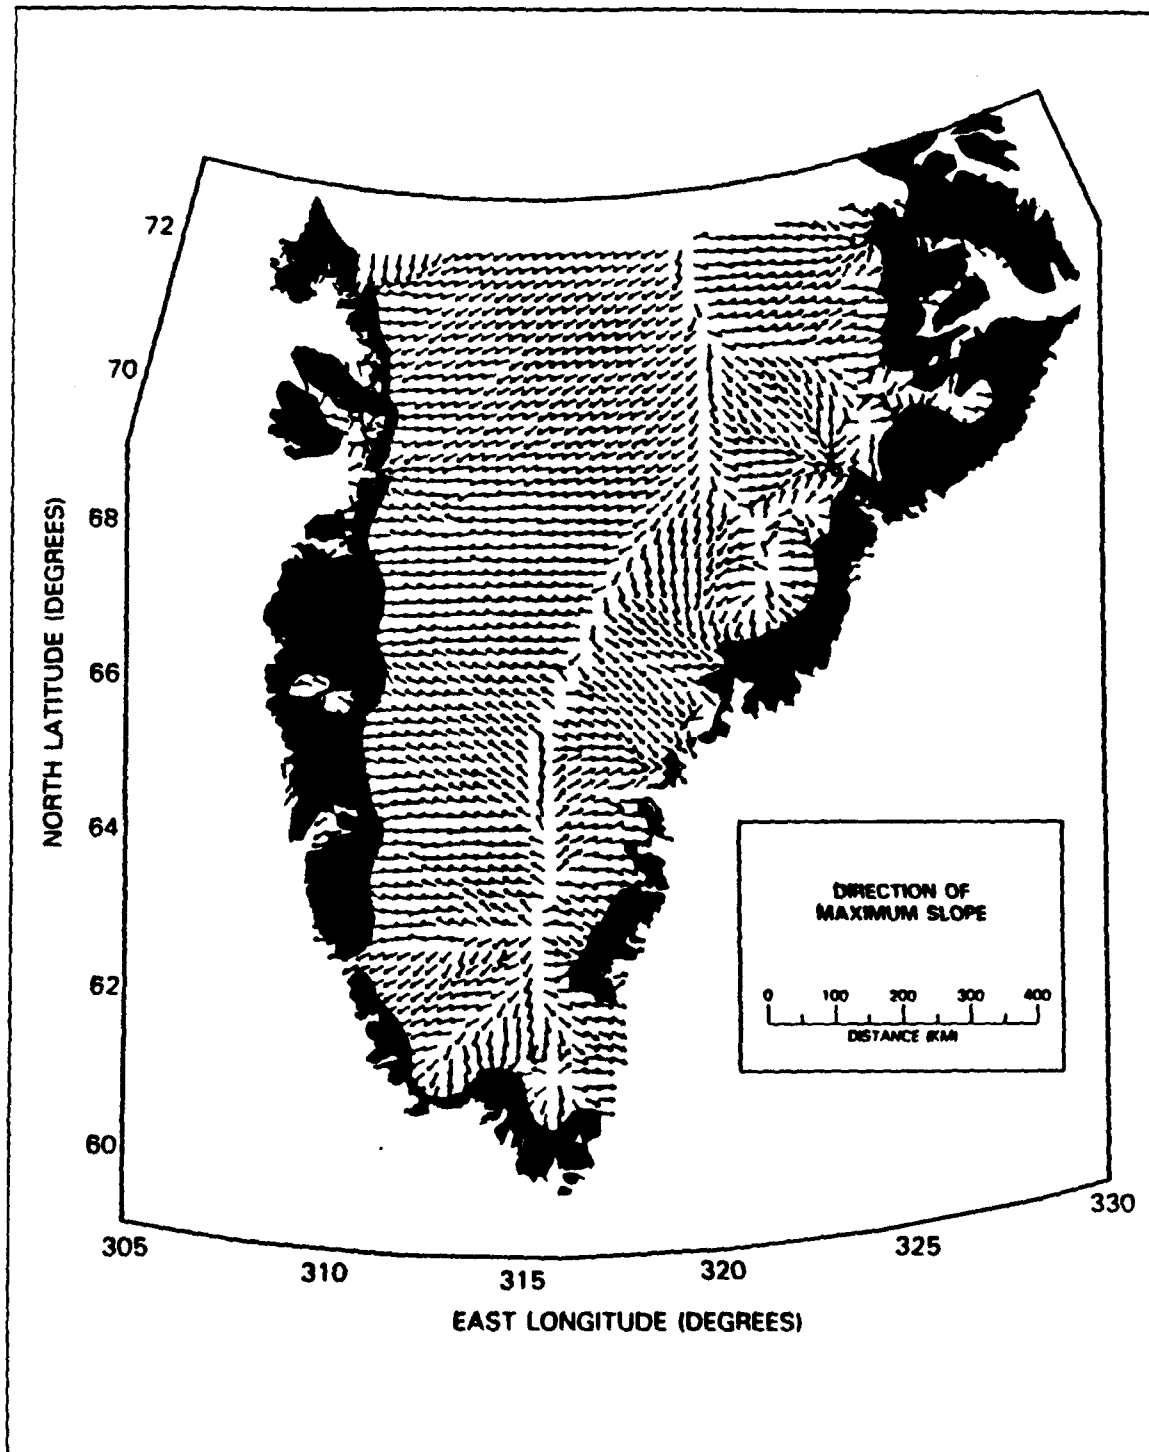 72
70
68
66
64
62
60
NORTH LATITUDE (DEGREES)
DIRECTION OF
MAXIMUM SLOPE
0 100 200 300 400
DISTANCE (KM)
305 310 315 320 325 330
EAST LONGITUDE (DEGREES)